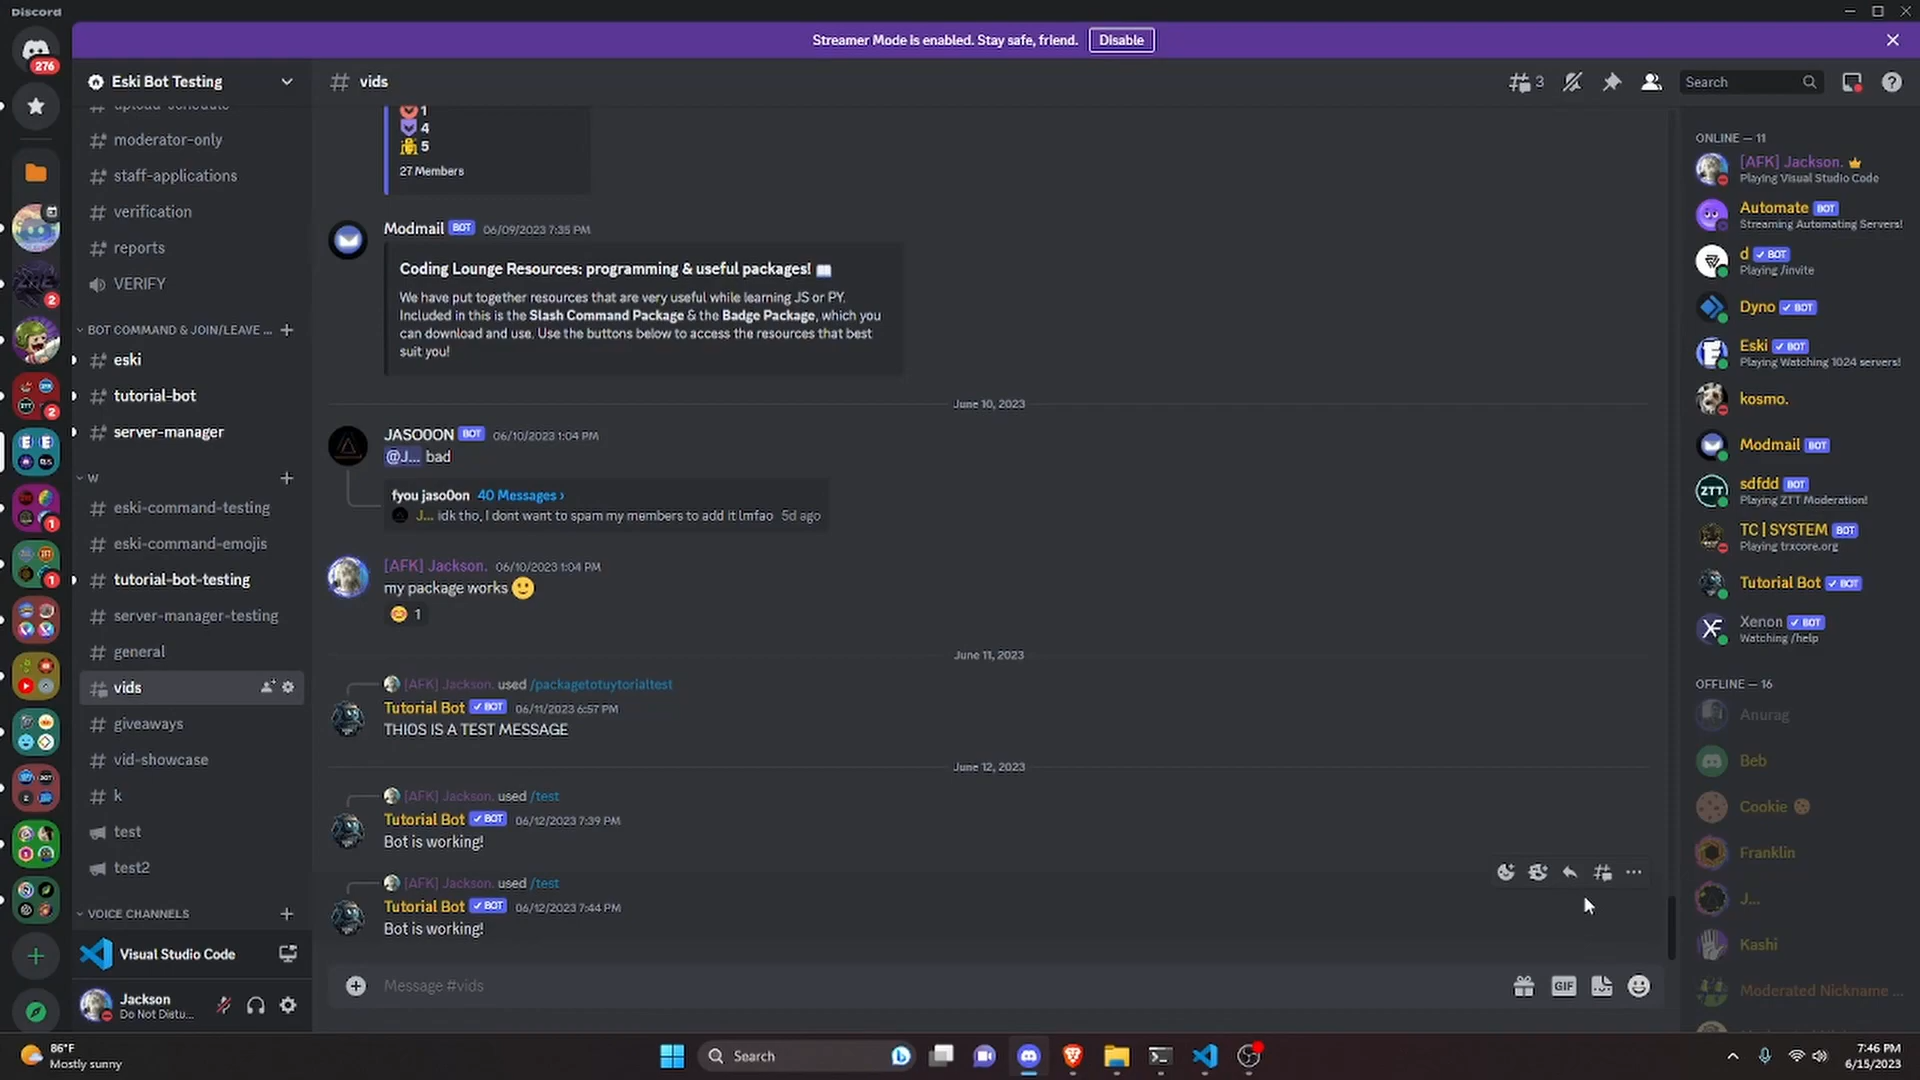 Discord
Streamer Mode is enabled. Stay safe, friend.
Disable
276
Eski Bot Testing
vids
3
Search
upload-schedule
moderator-only
staff-applications
verification
reports
VERIFY
BOT COMMAND & JOIN/LEAVE ...
eski
tutorial-bot
server-manager
W
eski-command-testing
eski-command-emojis
tutorial-bot-testing
server-manager-testing
general
vids
giveaways
vid-showcase
k
test
test2
VOICE CHANNELS
Visual Studio Code
Jackson
Do Not Distu...
2
2
1
1
1
4
5
27 Members
Modmail BOT 06/09/2023 7:35 PM
Coding Lounge Resources: programming & useful packages!
We have put together resources that are very useful while learning JS or PY.
Included in this is the Slash Command Package & the Badge Package, which you
can download and use. Use the buttons below to access the resources that best
suit you!
June 10, 2023
JASO0ON BOT 06/10/2023 1:04 PM
@J... bad
fyou jaso0on 40 Messages ›
J... idk tho, I dont want to spam my members to add it lmfao 5d ago
[AFK] Jackson. 06/10/2023 1:04 PM
my package works
1
June 11, 2023
[AFK] Jackson. used /packagetotuytorialtest
Tutorial Bot BOT 06/11/2023 6:57 PM
THIOS IS A TEST MESSAGE
June 12, 2023
[AFK] Jackson. used /test
Tutorial Bot BOT 06/12/2023 7:39 PM
Bot is working!
[AFK] Jackson. used /test
Tutorial Bot BOT 06/12/2023 7:44 PM
Bot is working!
Message #vids
GIF
ONLINE — 11
[AFK] Jackson.
Playing Visual Studio Code
Automate BOT
Streaming Automating Servers!
d BOT
Playing /invite
Dyno BOT
Eski BOT
Playing Watching 1024 servers!
kosmo.
Modmail BOT
ZTT
sdfdd BOT
Playing ZTT Moderation!
TC | SYSTEM BOT
Playing trxcore.org
Tutorial Bot BOT
Xenon BOT
Watching /help
OFFLINE — 16
Anurag
Beb
Cookie
Franklin
J...
Kashi
Moderated Nickname ...
86°F
Mostly sunny
Search
7:46 PM
6/15/2023